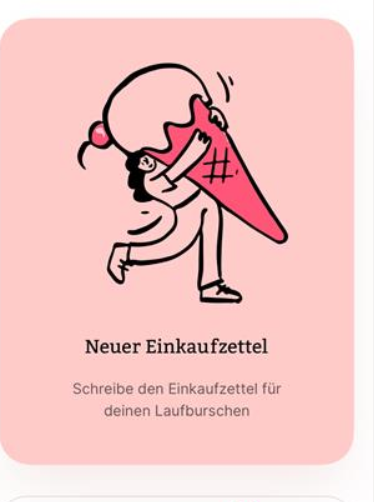 Neuer Einkaufzettel
Schreibe den Einkaufzettel für
deinen Laufburschen